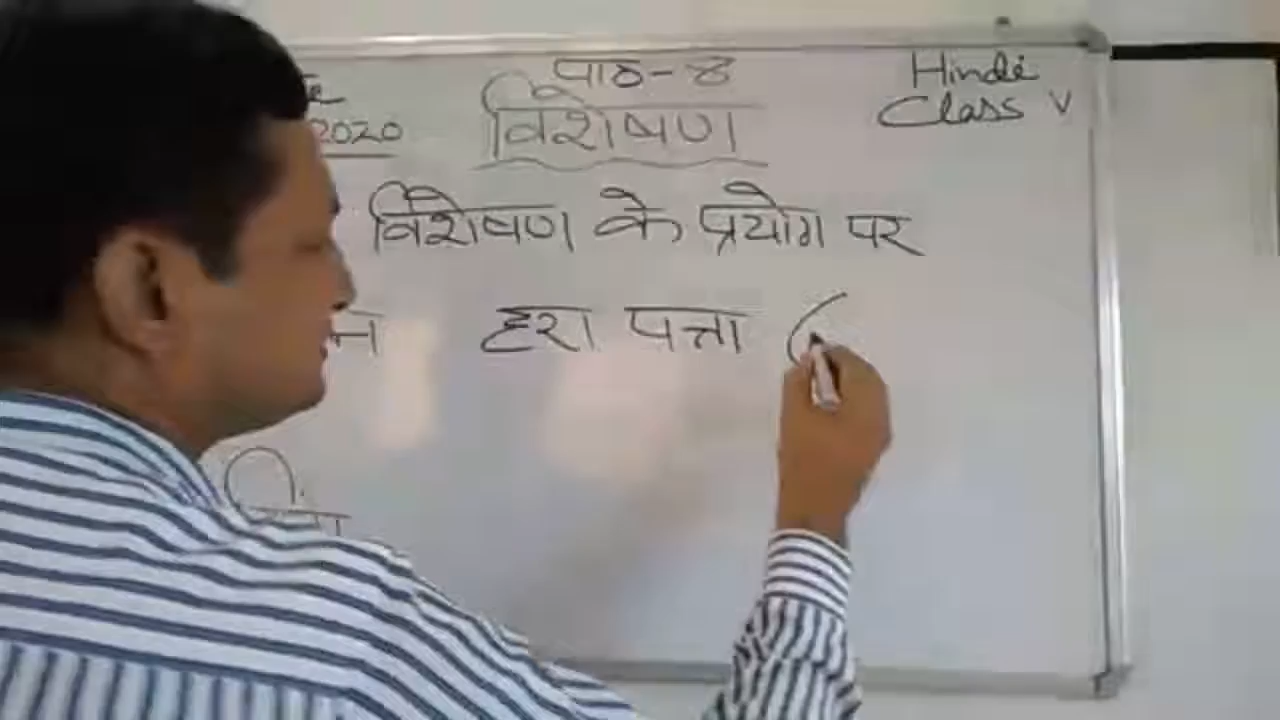 पाठ-8
Hindi
Class V
2020
विशेषण
विशेषण के प्रयोग पर
हरा पत्ता (